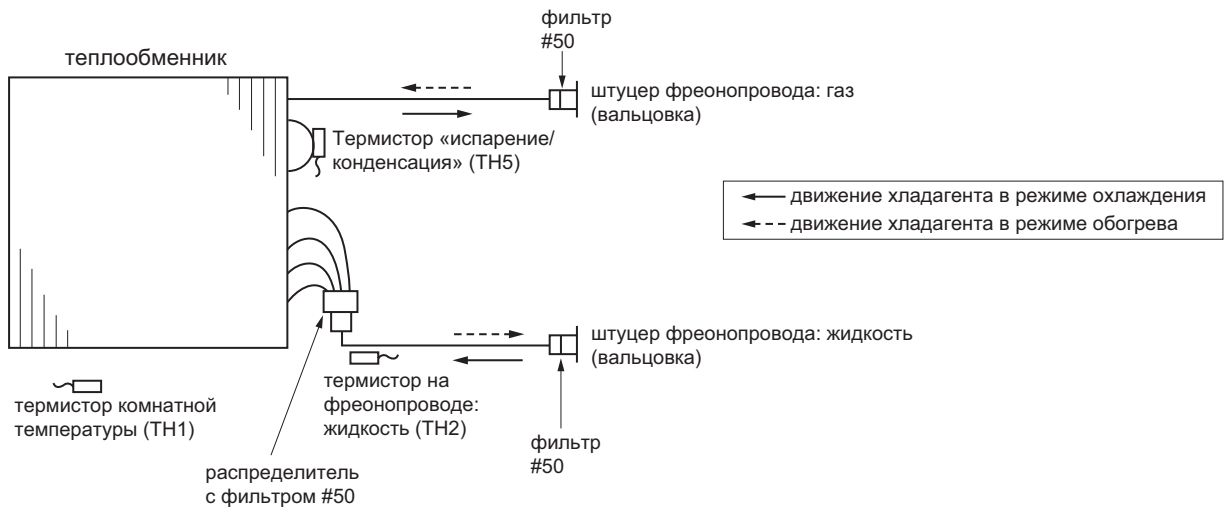 фильтр
#50
теплообменник
штуцер фреонопровода: газ
(вальцовка)
Термистор «испарение/
конденсация» (TH5)
движение хладагента в режиме охлаждения
движение хладагента в режиме обогрева
штуцер фреонопровода: жидкость
(вальцовка)
термистор комнатной
температуры (TH1)
термистор на
фреонопроводе:
жидкость (TH2)
фильтр
#50
распределитель
с фильтром #50